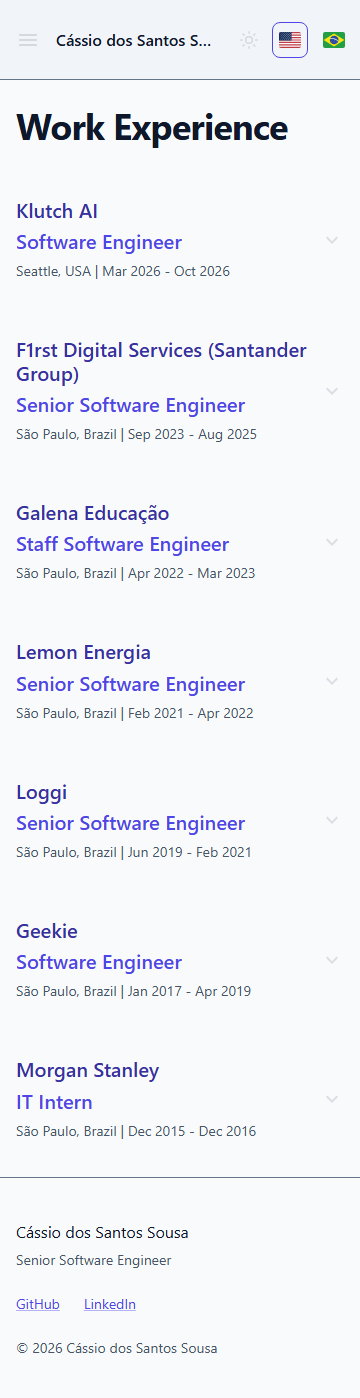 Cássio dos Santos S...
Work Experience
Klutch AI
Software Engineer
Seattle, USA | Mar 2026 - Oct 2026
F1rst Digital Services (Santander
Group)
Senior Software Engineer
São Paulo, Brazil | Sep 2023 - Aug 2025
Galena Educação
Staff Software Engineer
São Paulo, Brazil | Apr 2022 - Mar 2023
Lemon Energia
Senior Software Engineer
São Paulo, Brazil | Feb 2021 - Apr 2022
Loggi
Senior Software Engineer
São Paulo, Brazil | Jun 2019 - Feb 2021
Geekie
Software Engineer
São Paulo, Brazil | Jan 2017 - Apr 2019
Morgan Stanley
IT Intern
São Paulo, Brazil | Dec 2015 - Dec 2016
Cássio dos Santos Sousa
Senior Software Engineer
GitHub LinkedIn
© 2026 Cássio dos Santos Sousa